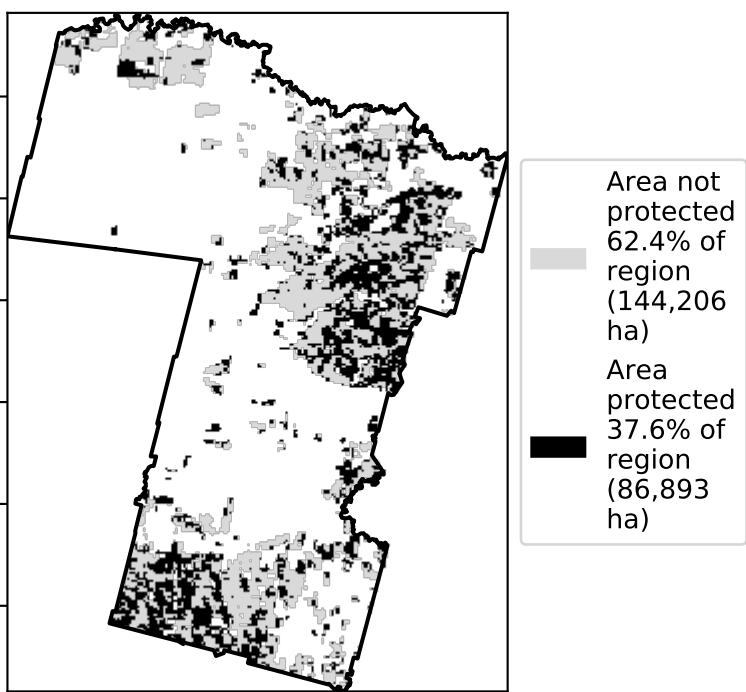 Area not
protected
62.4% of
region
(144,206
ha)
Area
protected
37.6% of
region
(86,893
ha)